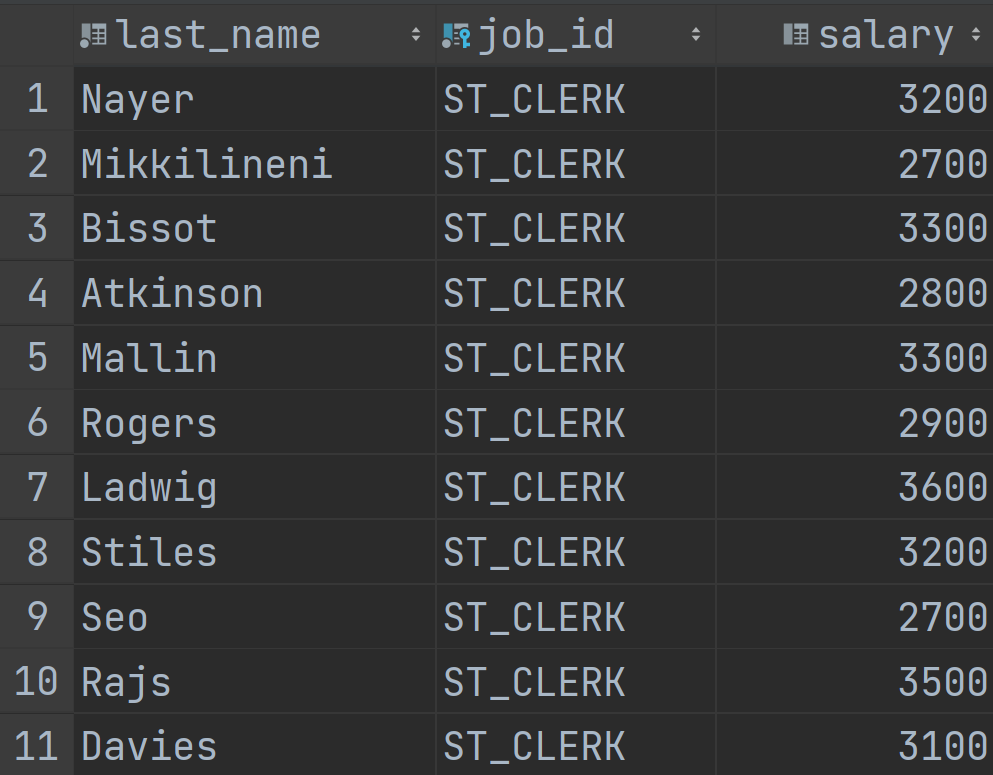 last_name job_id salary
1 Nayer ST_CLERK 3200
2 Mikkilineni ST_CLERK 2700
3 Bissot ST_CLERK 3300
4 Atkinson ST_CLERK 2800
5 Mallin ST_CLERK 3300
6 Rogers ST_CLERK 2900
7 Ladwig ST_CLERK 3600
8 Stiles ST_CLERK 3200
9 Seo ST_CLERK 2700
10 Rajs ST_CLERK 3500
11 Davies ST_CLERK 3100